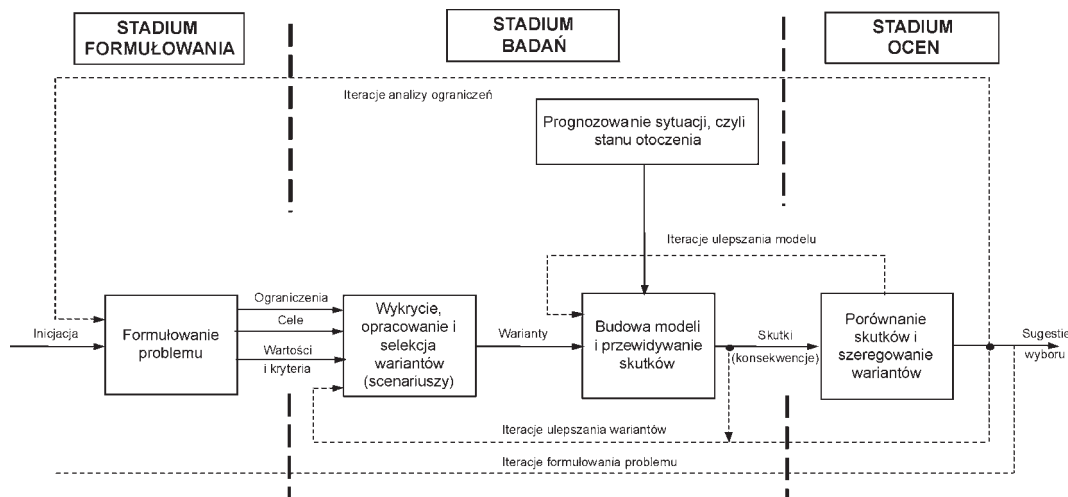 STADIUM
FORMUŁOWANIA
STADIUM
BADAŃ
STADIUM
OCEN
Iteracje analizy ograniczeń
Prognozowanie sytuacji, czyli
stanu otoczenia
Iteracje ulepszania modelu
Inicjacja
Formułowanie
problemu
Ograniczenia
Cele
Wartości
i kryteria
Wykrycie,
opracowanie i
selekcja
wariantów
(scenariuszy)
Warianty
Budowa modeli
i przewidywanie
skutków
Skutki
(konsekwencje)
Porównanie
skutków i
szeregowanie
wariantów
Sugestie
wyboru
Iteracje ulepszania wariantów
Iteracje formułowania problemu